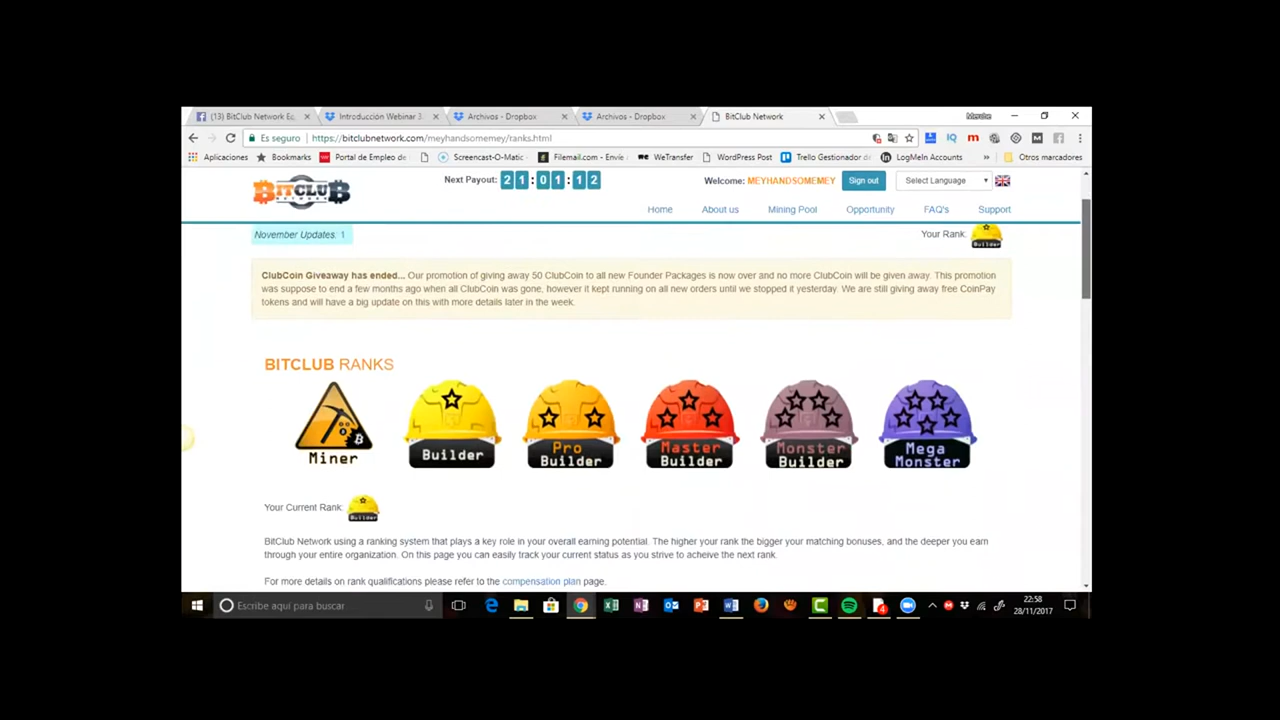 (13) BitClub Network Ec
Introducción Webinar 3
Archivos - Dropbox
Archivos - Dropbox
BitClub Network
Es seguro
https://bitclubnetwork.com/meyhandsomemey/ranks.html
Aplicaciones
Bookmarks
Portal de Empleo de
Screencast-O-Matic -
Filemail.com - Envíe
WeTransfer
WordPress Post
Trello Gestionador de
LogMeIn Accounts
»
Otros marcadores
BITCLUB
NETWORK
Next Payout: 21:01:12
Welcome: MEYHANDSOMEMEY
Sign out
Select Language
Home
About us
Mining Pool
Opportunity
FAQ's
Support
November Updates: 1
Your Rank:
Builder
ClubCoin Giveaway has ended... Our promotion of giving away 50 ClubCoin to all new Founder Packages is now over and no more ClubCoin will be given away. This promotion
was suppose to end a few months ago when all ClubCoin was gone, however it kept running on all new orders until we stopped it yesterday. We are still giving away free CoinPay
tokens and will have a big update on this with more details later in the week.
BITCLUB RANKS
Miner
Builder
Pro
Builder
Master
Builder
Monster
Builder
Mega
Monster
Your Current Rank:
Builder
BitClub Network using a ranking system that plays a key role in your overall earning potential. The higher your rank the bigger your matching bonuses, and the deeper you earn
through your entire organization. On this page you can easily track your current status as you strive to acheive the next rank.
For more details on rank qualifications please refer to the compensation plan page.
Escribe aquí para buscar
22:58
28/11/2017